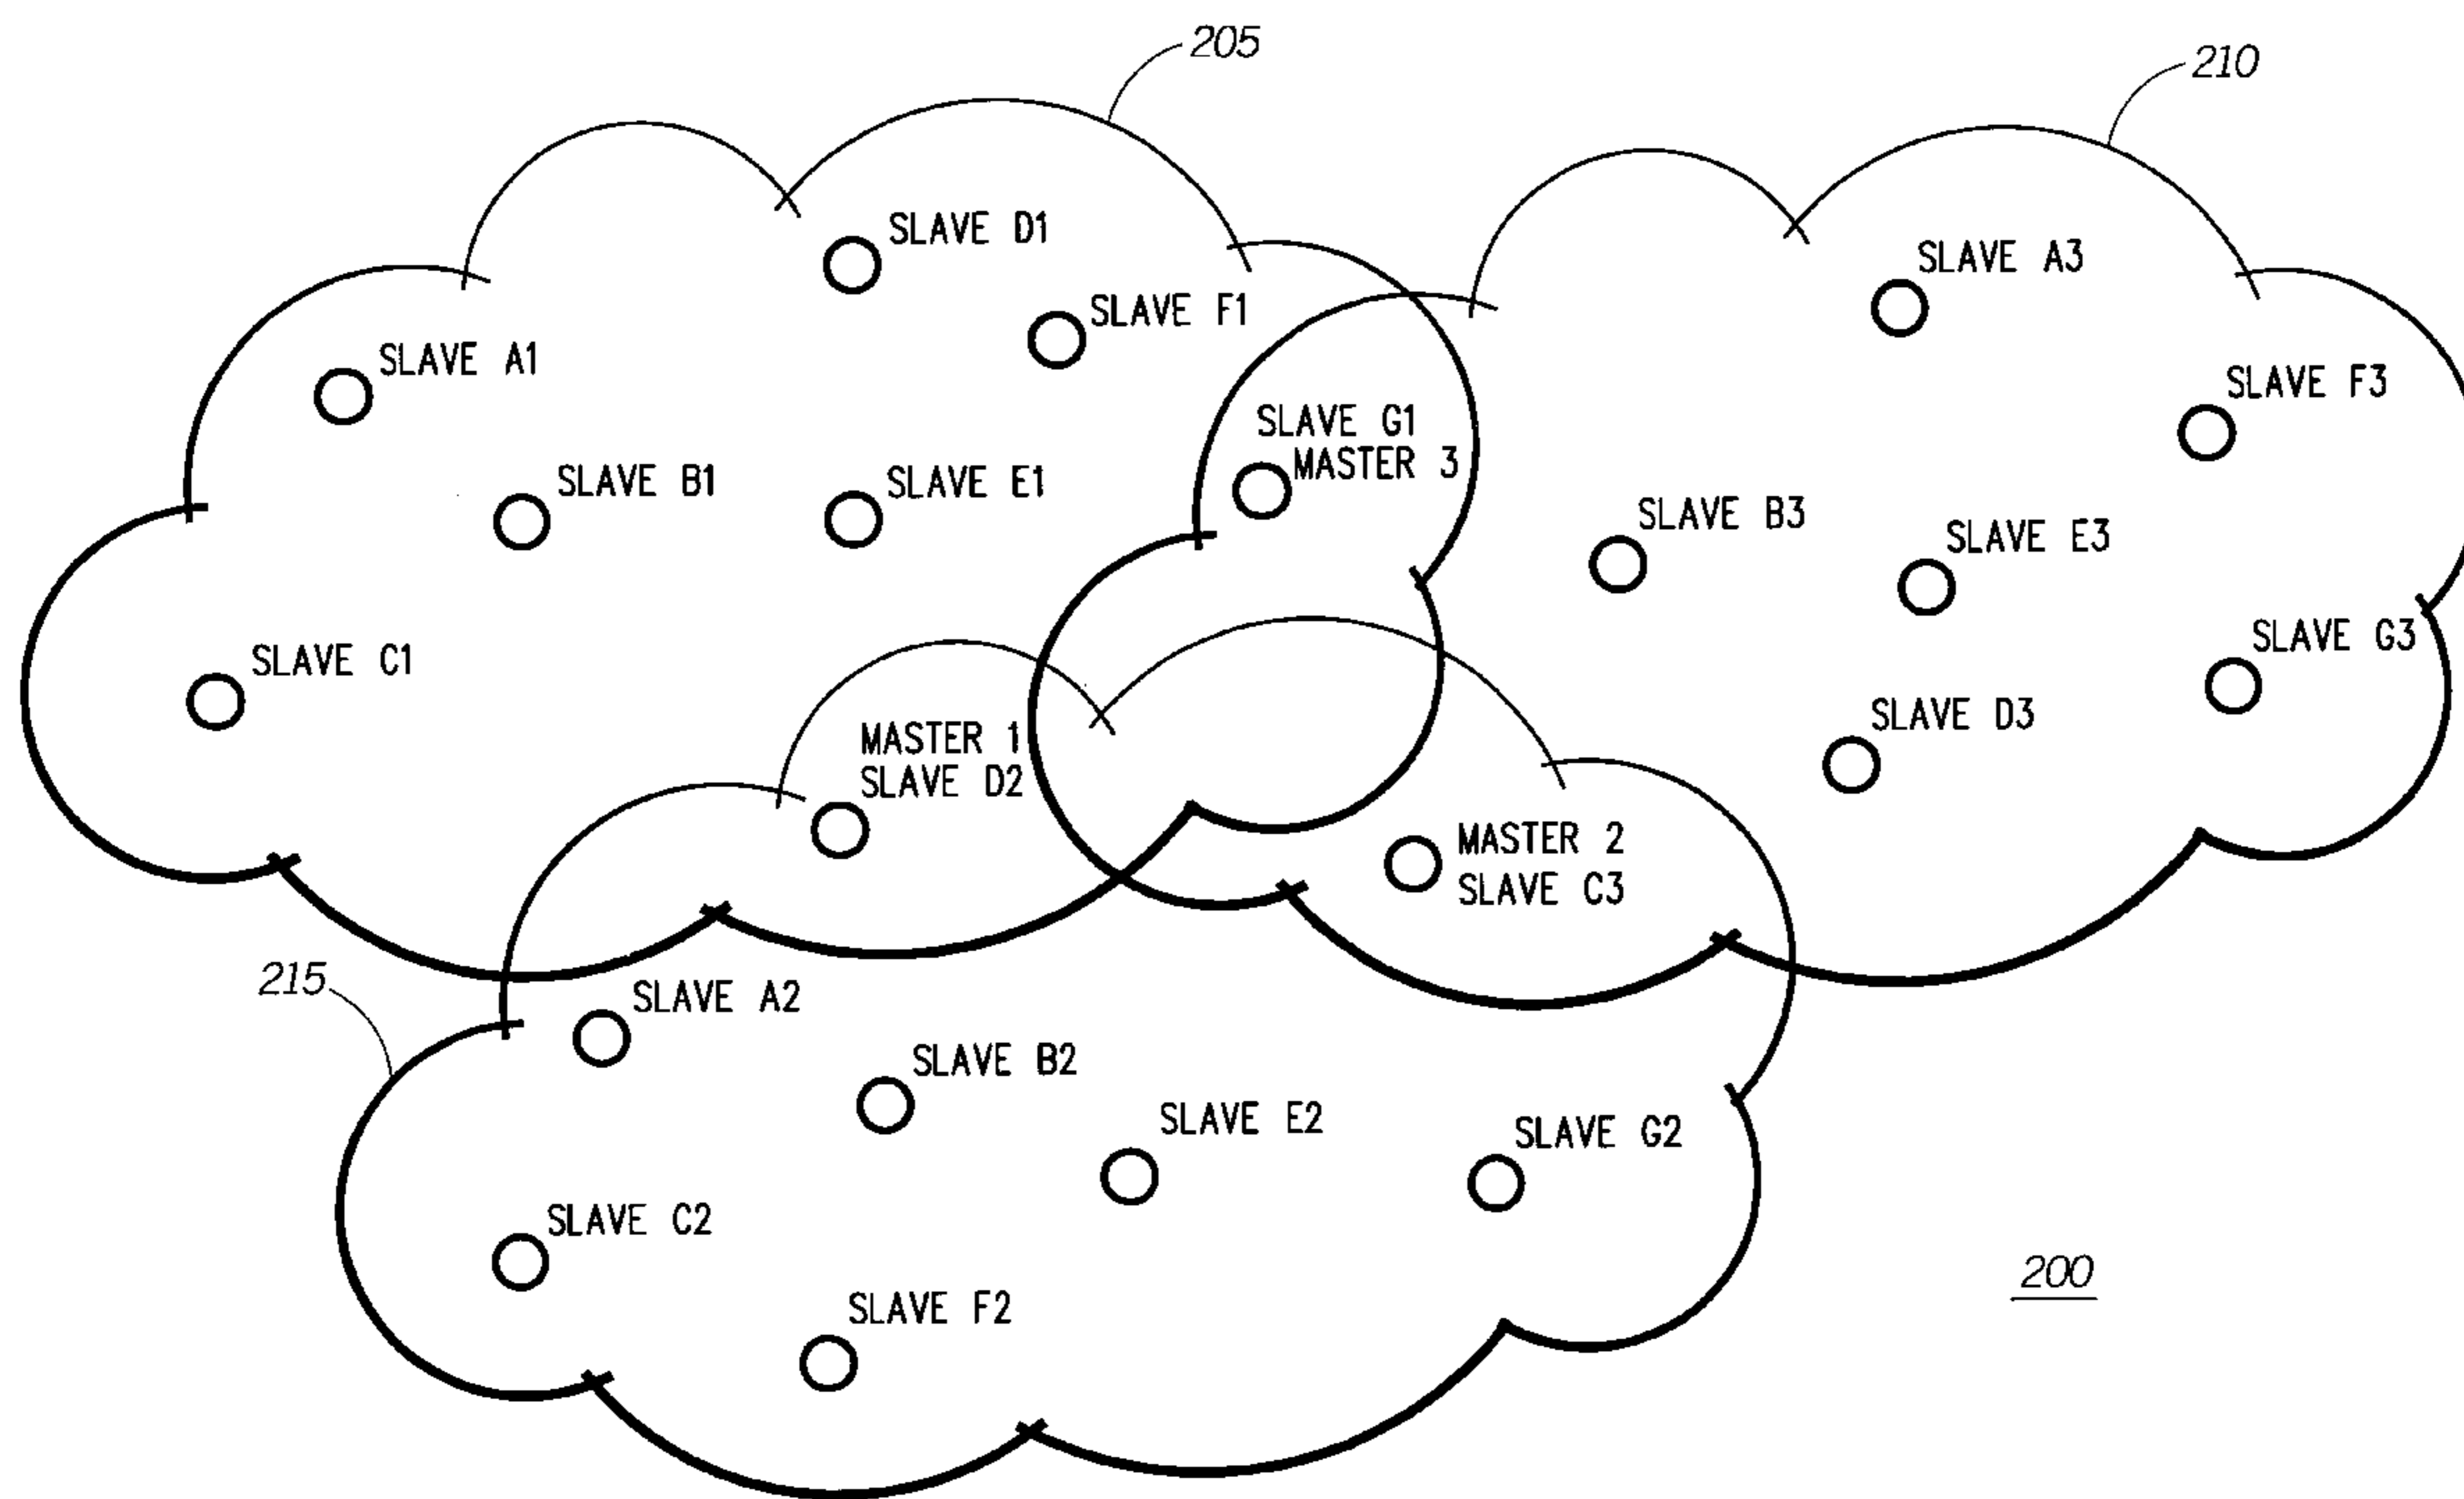 205
210
SLAVE D1
SLAVE A3
SLAVE F1
SLAVE A1
SLAVE F3
SLAVE G1
MASTER 3
SLAVE B1
SLAVE E1
SLAVE B3
SLAVE E3
SLAVE C1
SLAVE G3
SLAVE D3
MASTER 1
SLAVE D2
MASTER 2
SLAVE C3
215
SLAVE A2
SLAVE B2
SLAVE E2
SLAVE G2
SLAVE C2
200
SLAVE F2